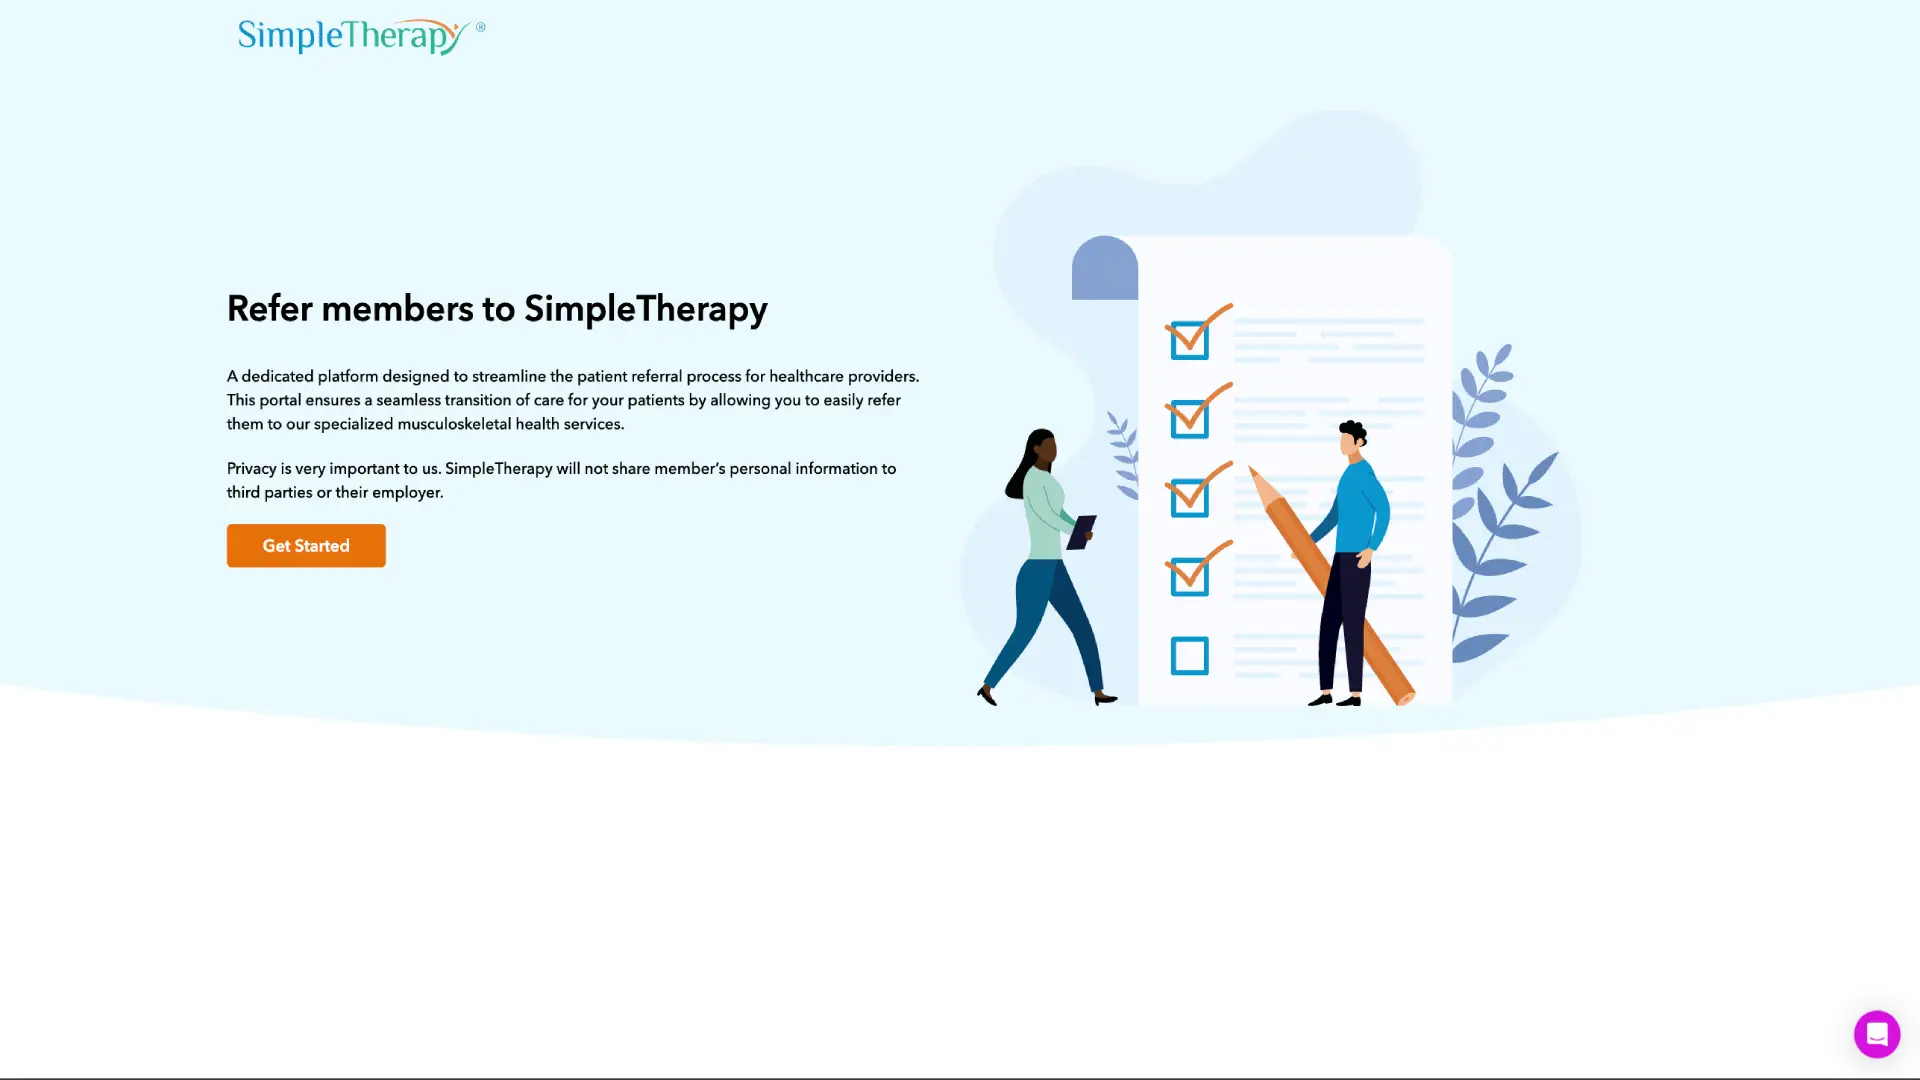 SimpleTherapy®
Refer members to SimpleTherapy
A dedicated platform designed to streamline the patient referral process for healthcare providers.
This portal ensures a seamless transition of care for your patients by allowing you to easily refer
them to our specialized musculoskeletal health services.
Privacy is very important to us. SimpleTherapy will not share member’s personal information to
third parties or their employer.
Get Started